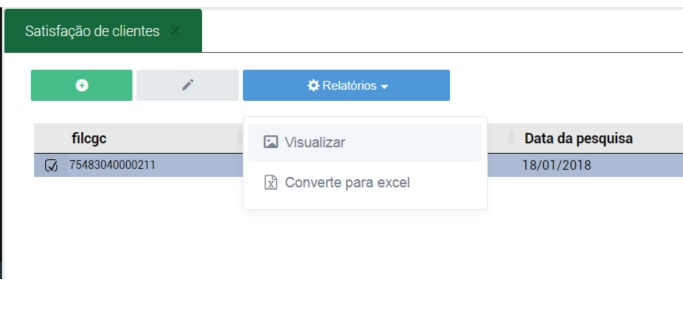 Satisfação de clientes ×
Relatórios
filcgc Data da pesquisa
75483040000211 18/01/2018
Visualizar
Converte para excel